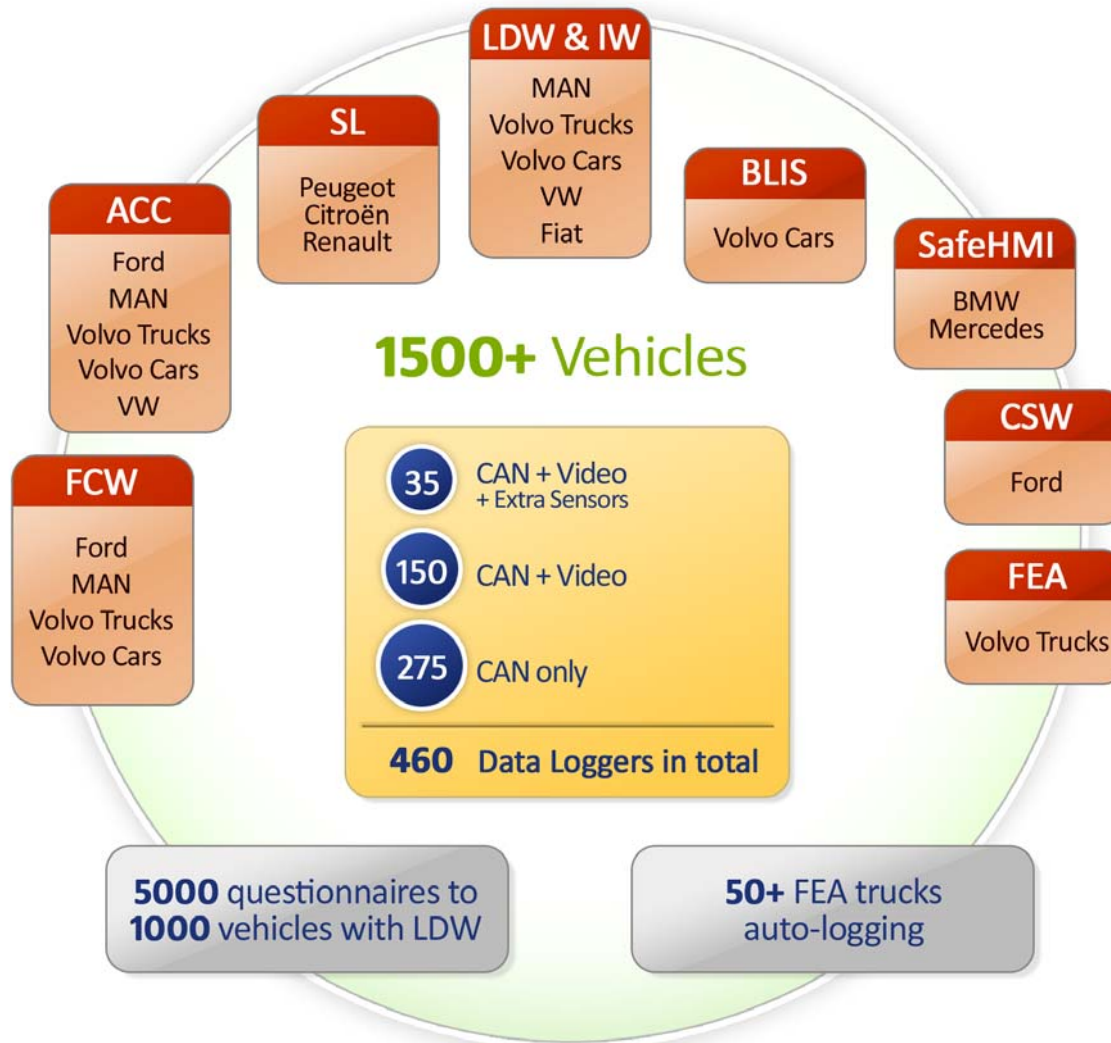 LDW & IW
MAN
Volvo Trucks
Volvo Cars
VW
Fiat
SL
Peugeot
Citroën
Renault
BLIS
Volvo Cars
ACC
Ford
MAN
Volvo Trucks
Volvo Cars
VW
SafeHMI
BMW
Mercedes
1500+ Vehicles
CSW
Ford
FCW
Ford
MAN
Volvo Trucks
Volvo Cars
35 CAN + Video
+ Extra Sensors
150 CAN + Video
275 CAN only
460 Data Loggers in total
FEA
Volvo Trucks
5000 questionnaires to
1000 vehicles with LDW
50+ FEA trucks
auto-logging